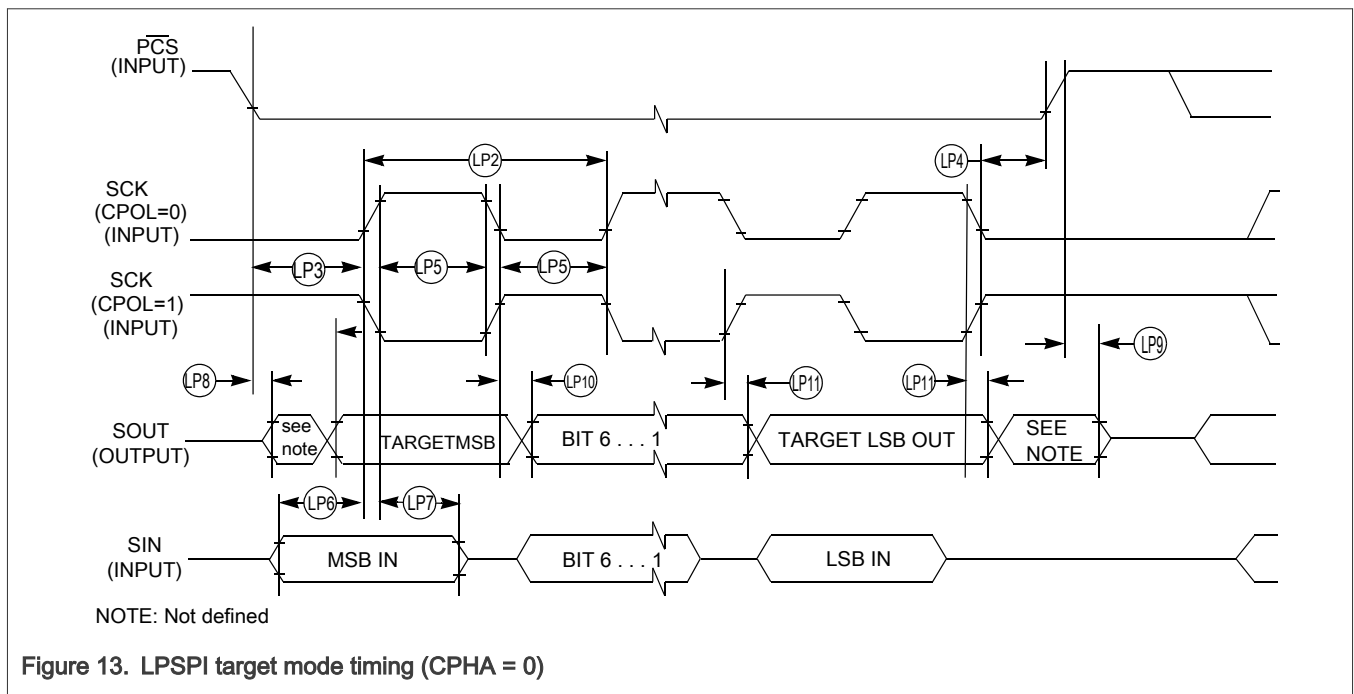 PCS
(INPUT)
LP2
LP4
SCK
(CPOL=0)
(INPUT)
LP3
LP5
LP5
SCK
(CPOL=1)
(INPUT)
LP9
LP8
LP10
LP11
LP11
SOUT
(OUTPUT)
see
note
TARGETMSB
BIT 6 . . . 1
TARGET LSB OUT
SEE
NOTE
LP6
LP7
SIN
(INPUT)
MSB IN
BIT 6 . . . 1
LSB IN
NOTE: Not defined
Figure 13. LPSPI target mode timing (CPHA = 0)